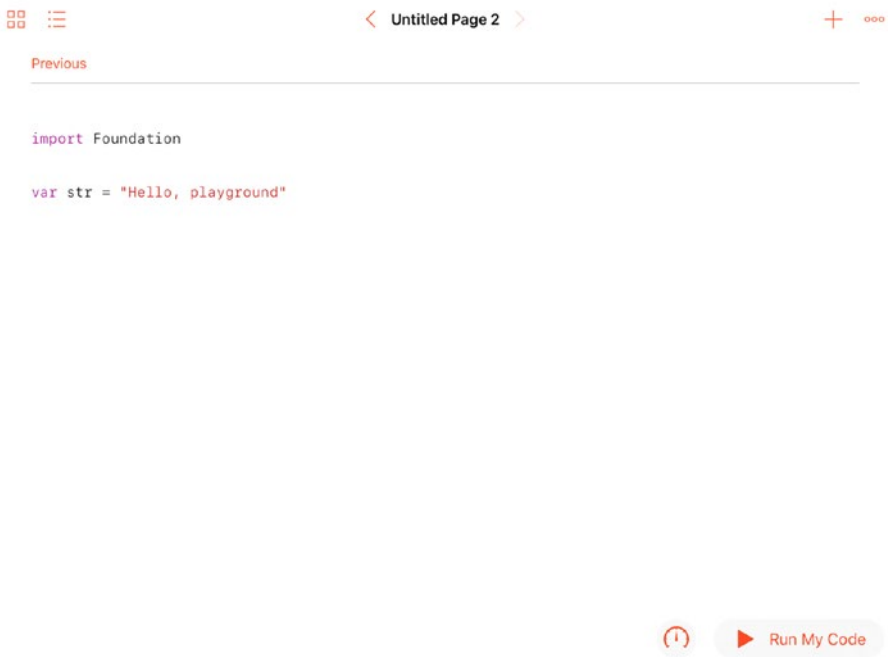 Untitled Page 2
Previous
import Foundation
var str = "Hello, playground"
Run My Code